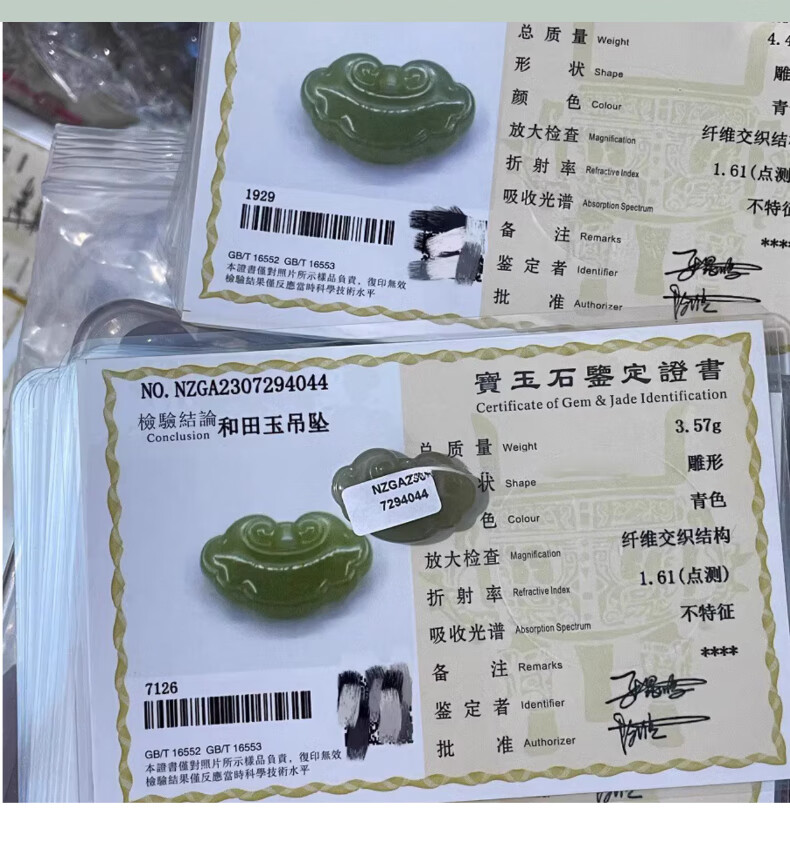 总 质 量 Weight 4.4
形 状 Shape 雕
颜 色 Colour 青
放大检查 Magnification 纤维交织结构
折 射 率 Refractive Index 1.61(点测
吸收光谱 Absorption Spectrum 不特征
备 注 Remarks ****
鉴 定 者 Identifier
批 准 Authorizer
1929
GB/T 16552 GB/T 16553
本證書僅對照片所示樣品負責，復印無效
檢驗結果僅反應當時科學技術水平
NO. NZGA2307294044
檢驗結論 和田玉吊坠
Conclusion
寶玉石鑒定證書
Certificate of Gem & Jade Identification
总 质 量 Weight 3.57g
状 Shape 雕形
色 Colour 青色
放大检查 Magnification 纤维交织结构
折 射 率 Refractive Index 1.61(点测)
吸收光谱 Absorption Spectrum 不特征
备 注 Remarks ****
鉴 定 者 Identifier
批 准 Authorizer
7294044
7126
GB/T 16552 GB/T 16553
本證書僅對照片所示樣品負責，復印無效
檢驗結果僅反應當時科學技術水平